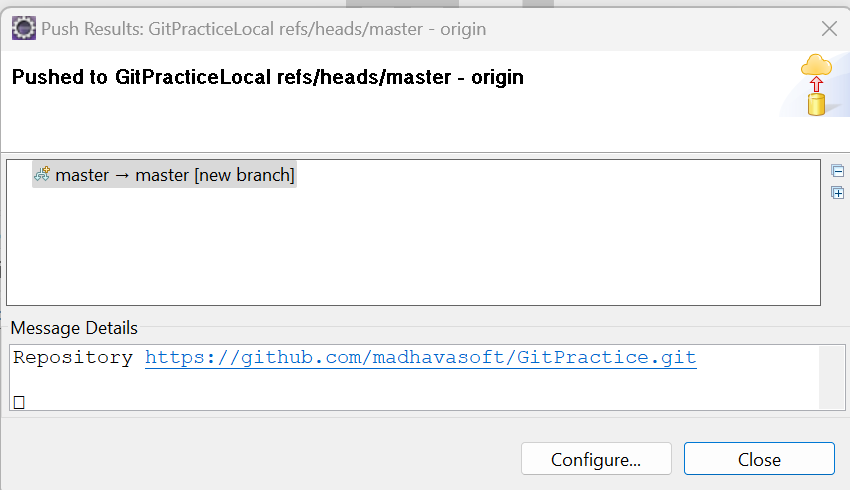 Push Results: GitPracticeLocal refs/heads/master - origin
Pushed to GitPracticeLocal refs/heads/master - origin
master → master [new branch]
Message Details
Repository https://github.com/madhavasoft/GitPractice.git
Configure...
Close